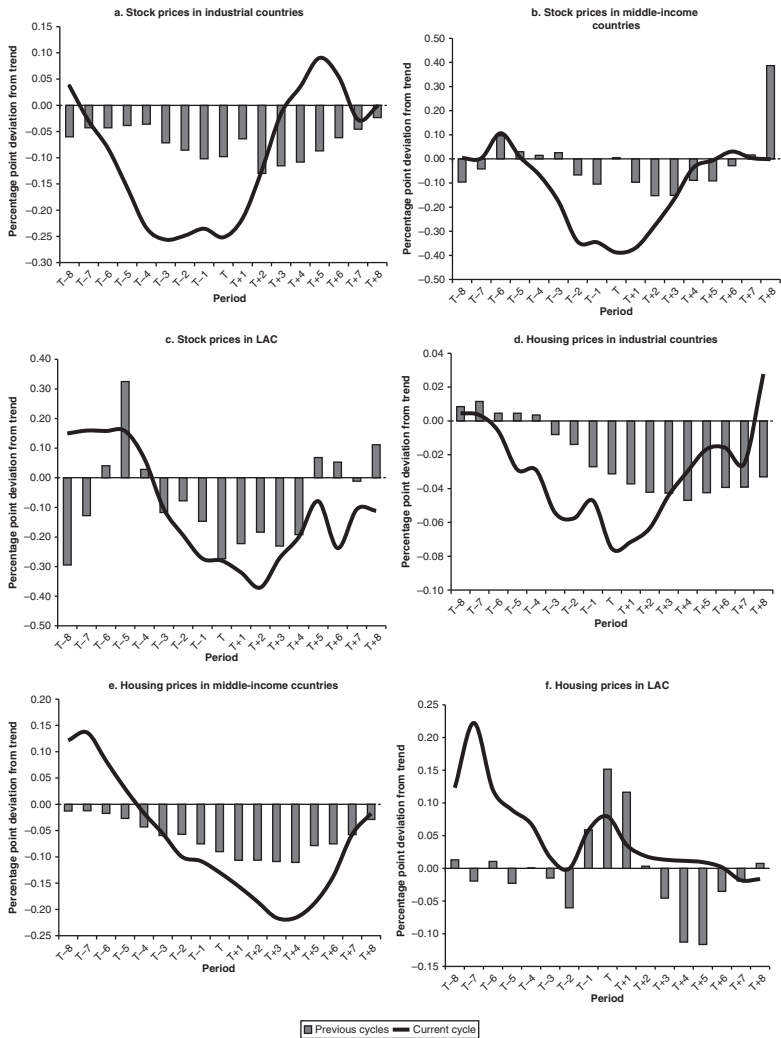 a. Stock prices in industrial countries
Percentage point deviation from trend
0.15
0.10
0.05
0.00
–0.05
–0.10
–0.15
–0.20
–0.25
–0.30
T–8 T–7 T–6 T–5 T–4 T–3 T–2 T–1 T T+1 T+2 T+3 T+4 T+5 T+6 T+7 T+8
Period
b. Stock prices in middle-income
countries
Percentage point deviation from trend
0.50
0.40
0.30
0.20
0.10
0.00
–0.10
–0.20
–0.30
–0.40
–0.50
T–8 T–7 T–6 T–5 T–4 T–3 T–2 T–1 T T+1 T+2 T+3 T+4 T+5 T+6 T+7 T+8
Period
c. Stock prices in LAC
Percentage point deviation from trend
0.40
0.30
0.20
0.10
0.00
–0.10
–0.20
–0.30
–0.40
–0.50
T–8 T–7 T–6 T–5 T–4 T–3 T–2 T–1 T T+1 T+2 T+3 T+4 T+5 T+6 T+7 T+8
Period
d. Housing prices in industrial countries
Percentage point deviation from trend
0.04
0.02
0.00
–0.02
–0.04
–0.06
–0.08
–0.10
T–8 T–7 T–6 T–5 T–4 T–3 T–2 T–1 T T+1 T+2 T+3 T+4 T+5 T+6 T+7 T+8
Period
e. Housing prices in middle-income ccuntries
Percentage point deviation from trend
0.20
0.15
0.10
0.05
0.00
–0.05
–0.10
–0.15
–0.20
–0.25
T–8 T–7 T–6 T–5 T–4 T–3 T–2 T–1 T T+1 T+2 T+3 T+4 T+5 T+6 T+7 T+8
Period
f. Housing prices in LAC
Percentage point deviation from trend
0.25
0.20
0.15
0.10
0.05
0.00
–0.05
–0.10
–0.15
T–8 T–7 T–6 T–5 T–4 T–3 T–2 T–1 T T+1 T+2 T+3 T+4 T+5 T+6 T+7 T+8
Period
Previous cycles Current cycle